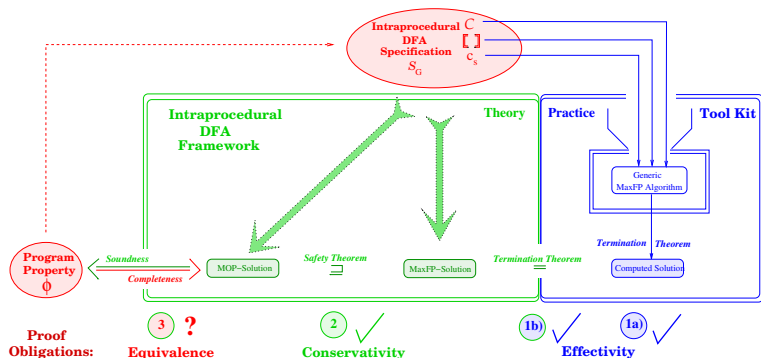 Intraprocedural C
DFA [ ]
Specification c_s
S_G
Intraprocedural
DFA
Framework
Theory
Practice
Tool Kit
Generic
MaxFP Algorithm
Termination Theorem
Program
Property
ϕ
Soundness
Completeness
MOP-Solution
Safety Theorem
⊒
MaxFP-Solution
Termination Theorem
=
Computed Solution
Proof
Obligations:
3 ?
Equivalence
2
Conservativity
1b)
1a)
Effectivity